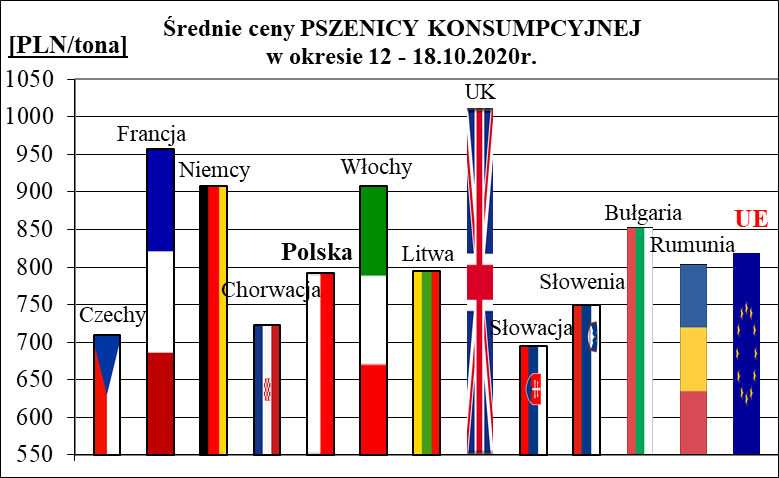 Średnie ceny PSZENICY KONSUMPCYJNEJ
w okresie 12 - 18.10.2020r.
[PLN/tona]
1050
1000
950
900
850
800
750
700
650
600
550
Czechy
Francja
Niemcy
Chorwacja
Polska
Włochy
Litwa
UK
Słowacja
Słowenia
Bułgaria
Rumunia
UE